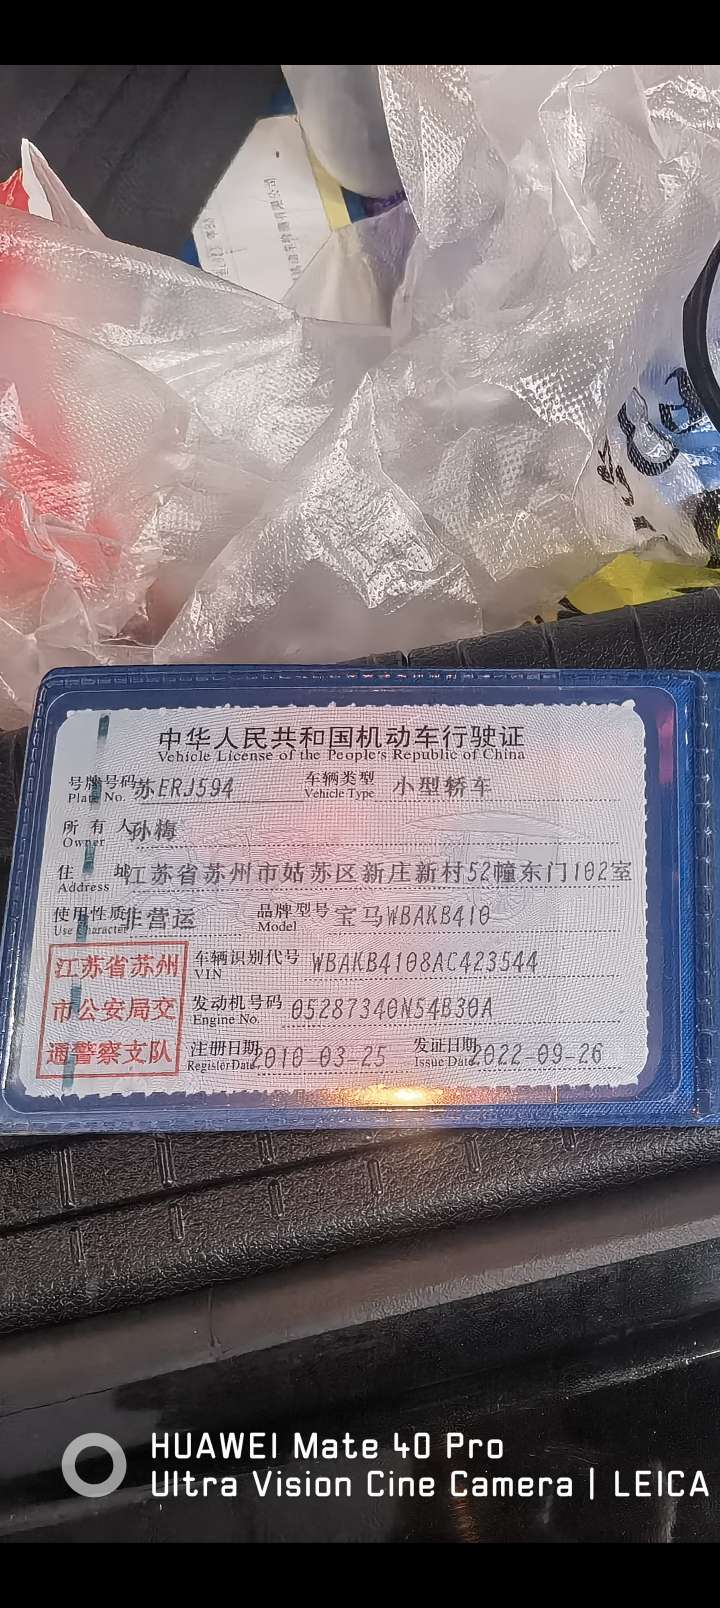 中华人民共和国机动车行驶证
Vehicle License of the People's Republic of China
号牌号码 苏ERJ594 车辆类型 小型轿车
Plate No. Vehicle Type
所有人 孙梅
Owner
住址 江苏省苏州市姑苏区新庄新村52幢东门102室
Address
使用性质 非营运 品牌型号 宝马WBAKB410
Use Character Model
江苏省苏州
市公安局交
通警察支队
车辆识别代号 WBAKB4108AC423544
VIN
发动机号码 05287340N54B30A
Engine No.
注册日期 2010-03-25 发证日期 2022-09-26
Register Date Issue Date
HUAWEI Mate 40 Pro
Ultra Vision Cine Camera | LEICA